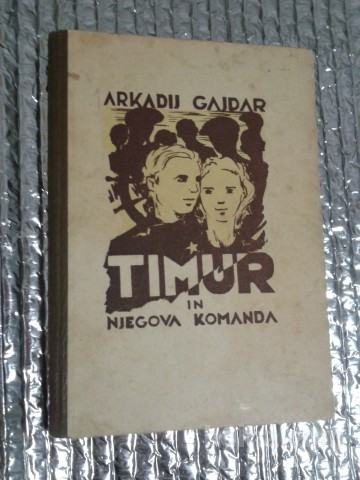 ARKADIJ GAJDAR
TIMUR
IN
NJEGOVA KOMANDA